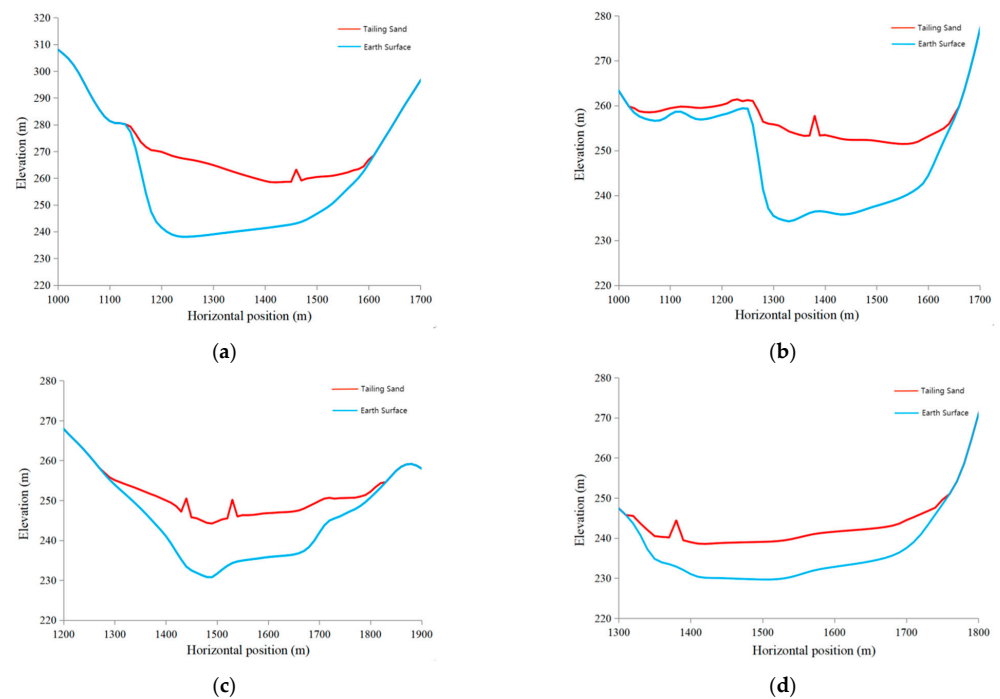 320
310
300
290
280
270
260
250
240
230
220
Elevation (m)
Tailing Sand
Earth Surface
1000 1100 1200 1300 1400 1500 1600 1700
Horizontal position (m)
(a)
280
270
260
250
240
230
220
Elevation (m)
Tailing Sand
Earth Surface
1000 1100 1200 1300 1400 1500 1600 1700
Horizontal position (m)
(b)
280
270
260
250
240
230
220
Elevation (m)
Tailing Sand
Earth Surface
1200 1300 1400 1500 1600 1700 1800 1900
Horizontal position (m)
(c)
280
270
260
250
240
230
220
Elevation (m)
Tailing Sand
Earth Surface
1300 1400 1500 1600 1700 1800
Horizontal position (m)
(d)